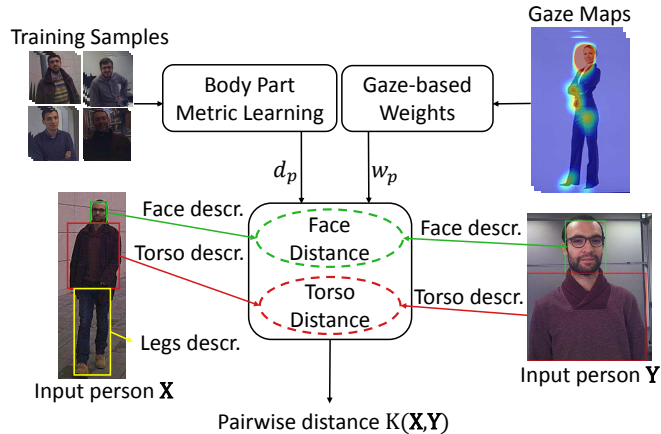 Training Samples
Gaze Maps
Body Part
Metric Learning
Gaze-based
Weights
d_p
w_p
Face descr.
Face
Distance
Face descr.
Torso descr.
Torso
Distance
Torso descr.
Legs descr.
Input person X
Input person Y
Pairwise distance K(X,Y)